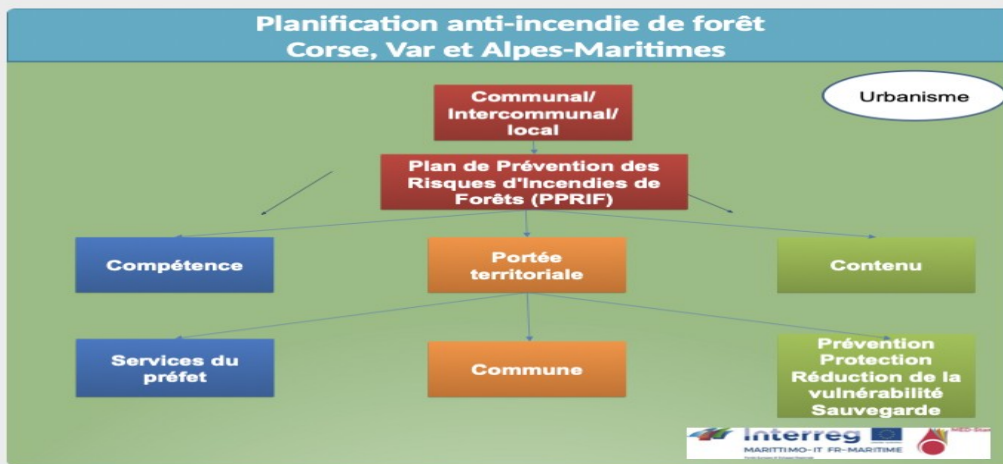 Planification anti-incendie de forêt
Corse, Var et Alpes-Maritimes
Urbanisme
Communal/
Intercommunal/
local
Plan de Prévention des
Risques d'Incendies de
Forêts (PPRIF)
Compétence
Portée
territoriale
Contenu
Services du
préfet
Commune
Prévention
Protection
Réduction de la
vulnérabilité
Sauvegarde
Interreg
MARITTIMO-IT FR-MARITIME